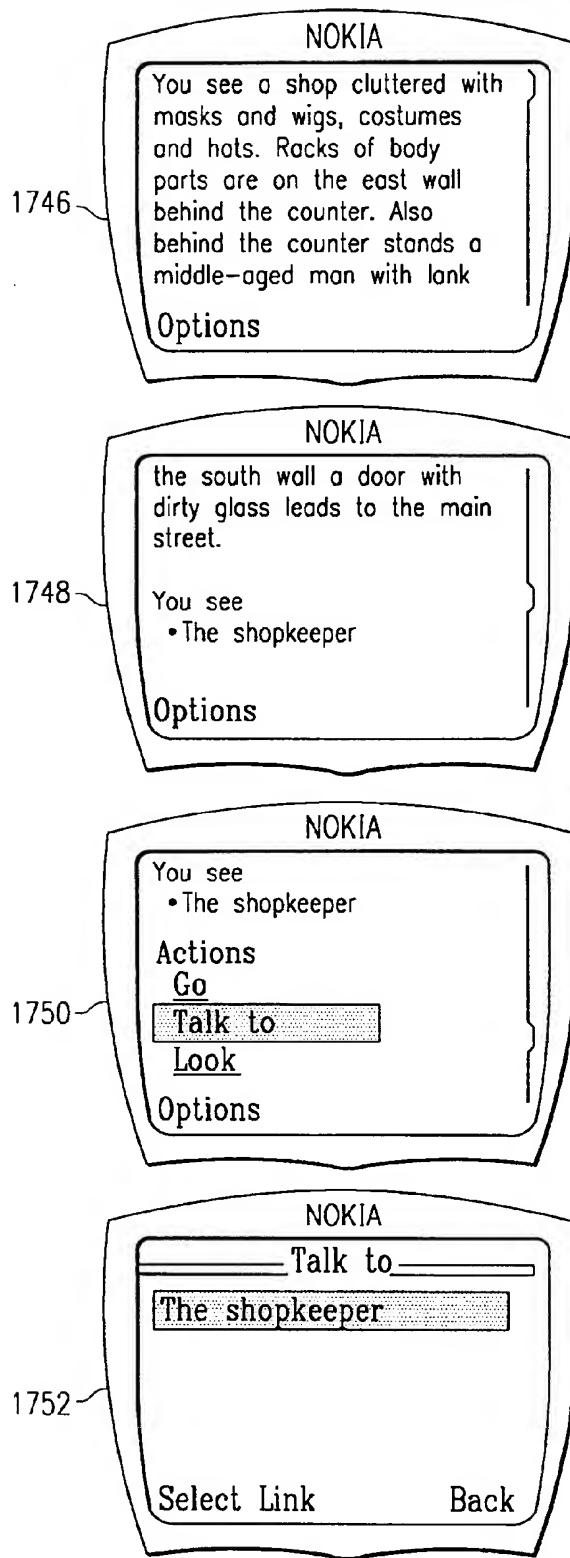 NOKIA
You see a shop cluttered with
masks and wigs, costumes
and hats. Racks of body
parts are on the east wall
behind the counter. Also
behind the counter stands a
middle-aged man with lank
Options
1746
NOKIA
the south wall a door with
dirty glass leads to the main
street.
You see
•The shopkeeper
Options
1748
NOKIA
You see
•The shopkeeper
Actions
Go
Talk to
Look
Options
1750
NOKIA
Talk to
The shopkeeper
Select Link Back
1752